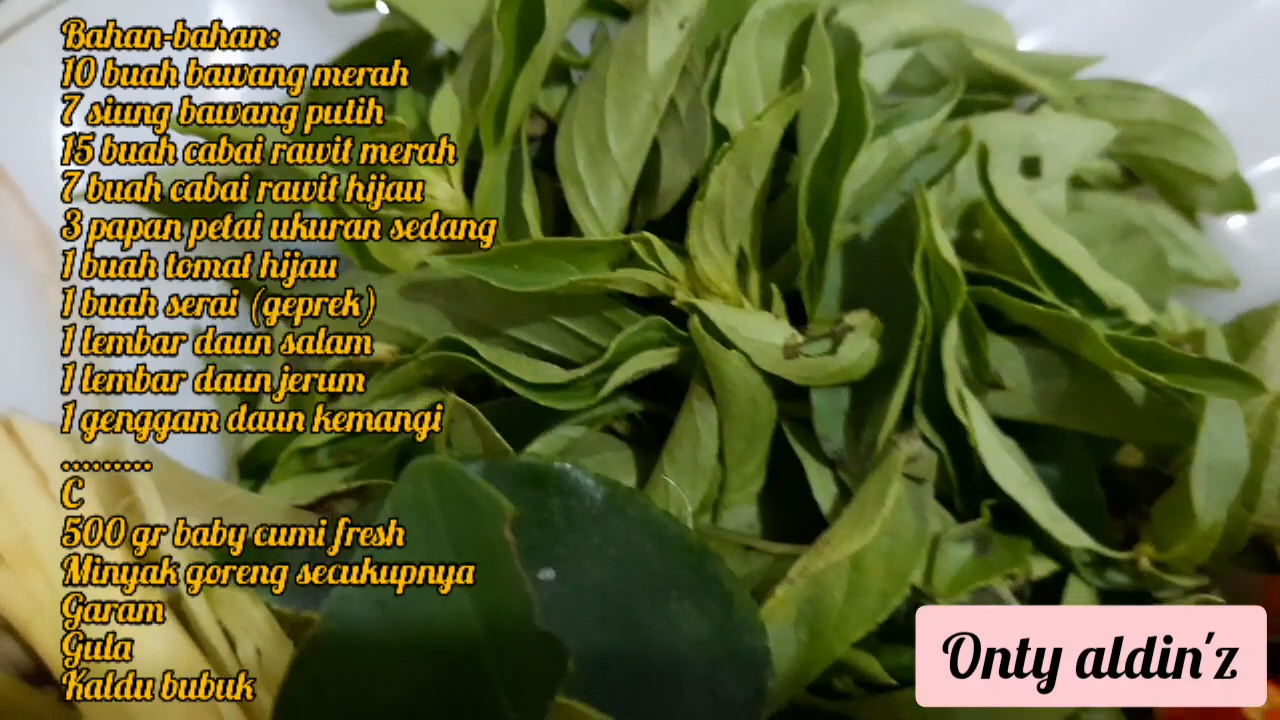 Bahan-bahan:
10 buah bawang merah
7 siung bawang putih
15 buah cabai rawit merah
7 buah cabai rawit hijau
3 papan petai ukuran sedang
1 buah tomat hijau
1 buah serai (geprek)
1 lembar daun salam
1 lembar daun jerum
1 genggam daun kemangi
.........
C
500 gr baby cumi fresh
Minyak goreng secukupnya
Garam
Gula
Kaldu bubuk
Onty aldin'z